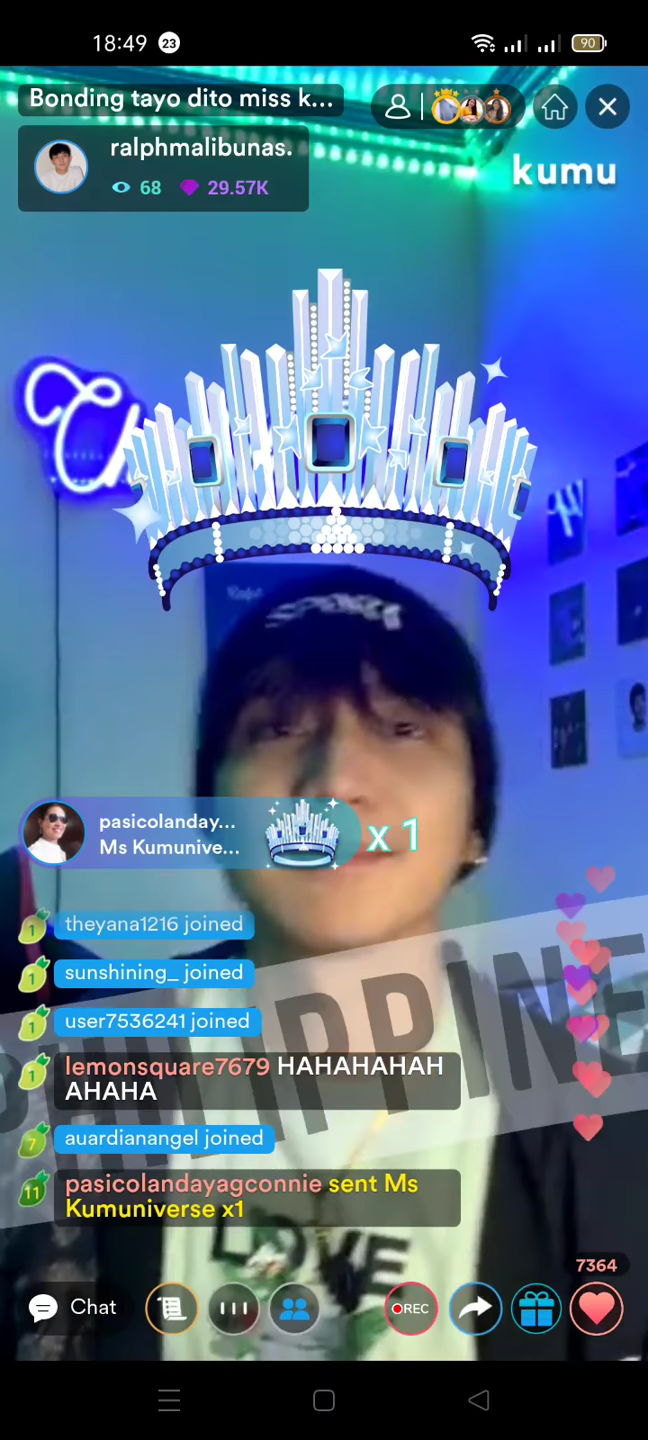 18:49
23
90
Bonding tayo dito miss k...
ralphmalibunas.
68
29.57K
kumu
pasicolanday...
Ms Kumunive...
x 1
1
theyana1216 joined
1
sunshining_ joined
1
user7536241 joined
1
lemonsquare7679 HAHAHAHAH
AHAHA
PHILIPPINE
7
auardianangel joined
11
pasicolandayagconnie sent Ms
Kumuniverse x1
LOVE
7364
Chat
REC